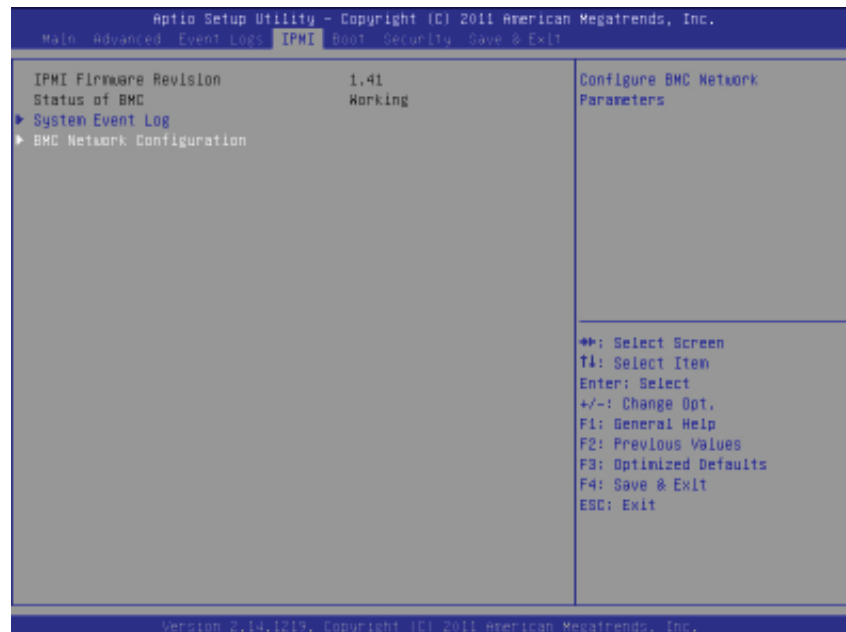 Aptio Setup Utility – Copyright (C) 2011 American Megatrends, Inc.
Main Advanced Event Logs IPMI Boot Security Save & Exit
IPMI Firmware Revision 1.41
Status of BMC Working
System Event Log
BMC Network Configuration
Configure BMC Network
Parameters
→←: Select Screen
↑↓: Select Item
Enter: Select
+/-: Change Opt.
F1: General Help
F2: Previous Values
F3: Optimized Defaults
F4: Save & Exit
ESC: Exit
Version 2.14.1219. Copyright (C) 2011 American Megatrends, Inc.